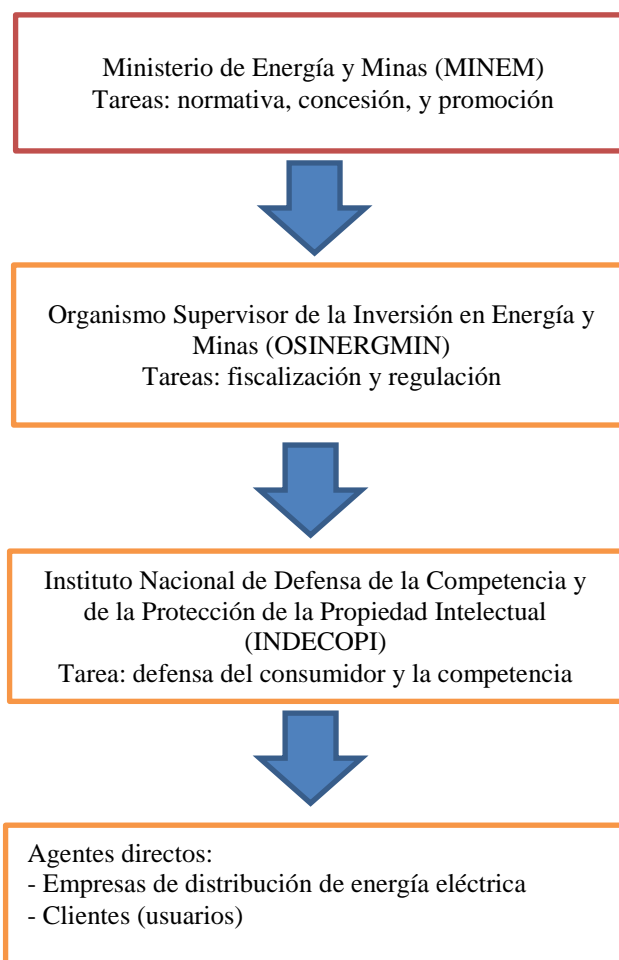 Ministerio de Energía y Minas (MINEM)
Tareas: normativa, concesión, y promoción
Organismo Supervisor de la Inversión en Energía y
Minas (OSINERGMIN)
Tareas: fiscalización y regulación
Instituto Nacional de Defensa de la Competencia y
de la Protección de la Propiedad Intelectual
(INDECOPI)
Tarea: defensa del consumidor y la competencia
Agentes directos:
- Empresas de distribución de energía eléctrica
- Clientes (usuarios)